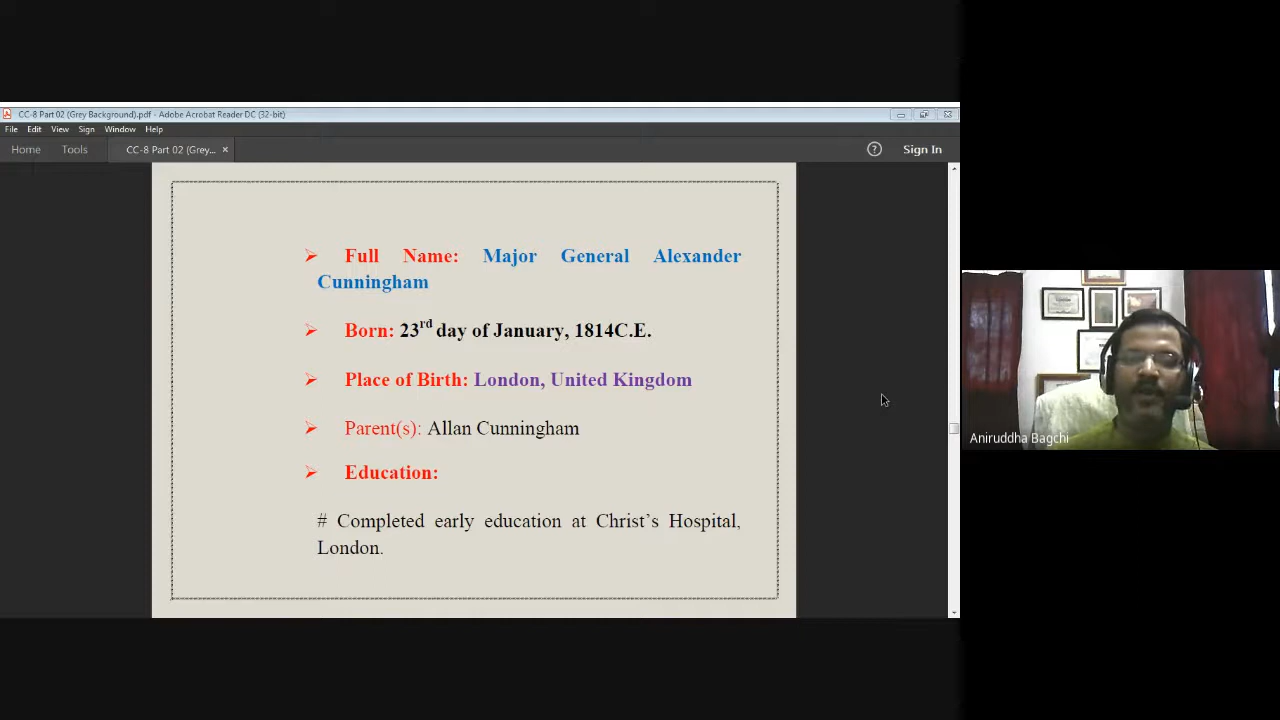 CC-8 Part 02 (Grey Background).pdf - Adobe Acrobat Reader DC (32-bit)
File Edit View Sign Window Help
Home Tools CC-8 Part 02 (Grey... × ? Sign In
➢ Full Name: Major General Alexander
Cunningham
➢ Born: 23rd day of January, 1814C.E.
➢ Place of Birth: London, United Kingdom
➢ Parent(s): Allan Cunningham
➢ Education:
# Completed early education at Christ's Hospital,
London.
Aniruddha Bagchi